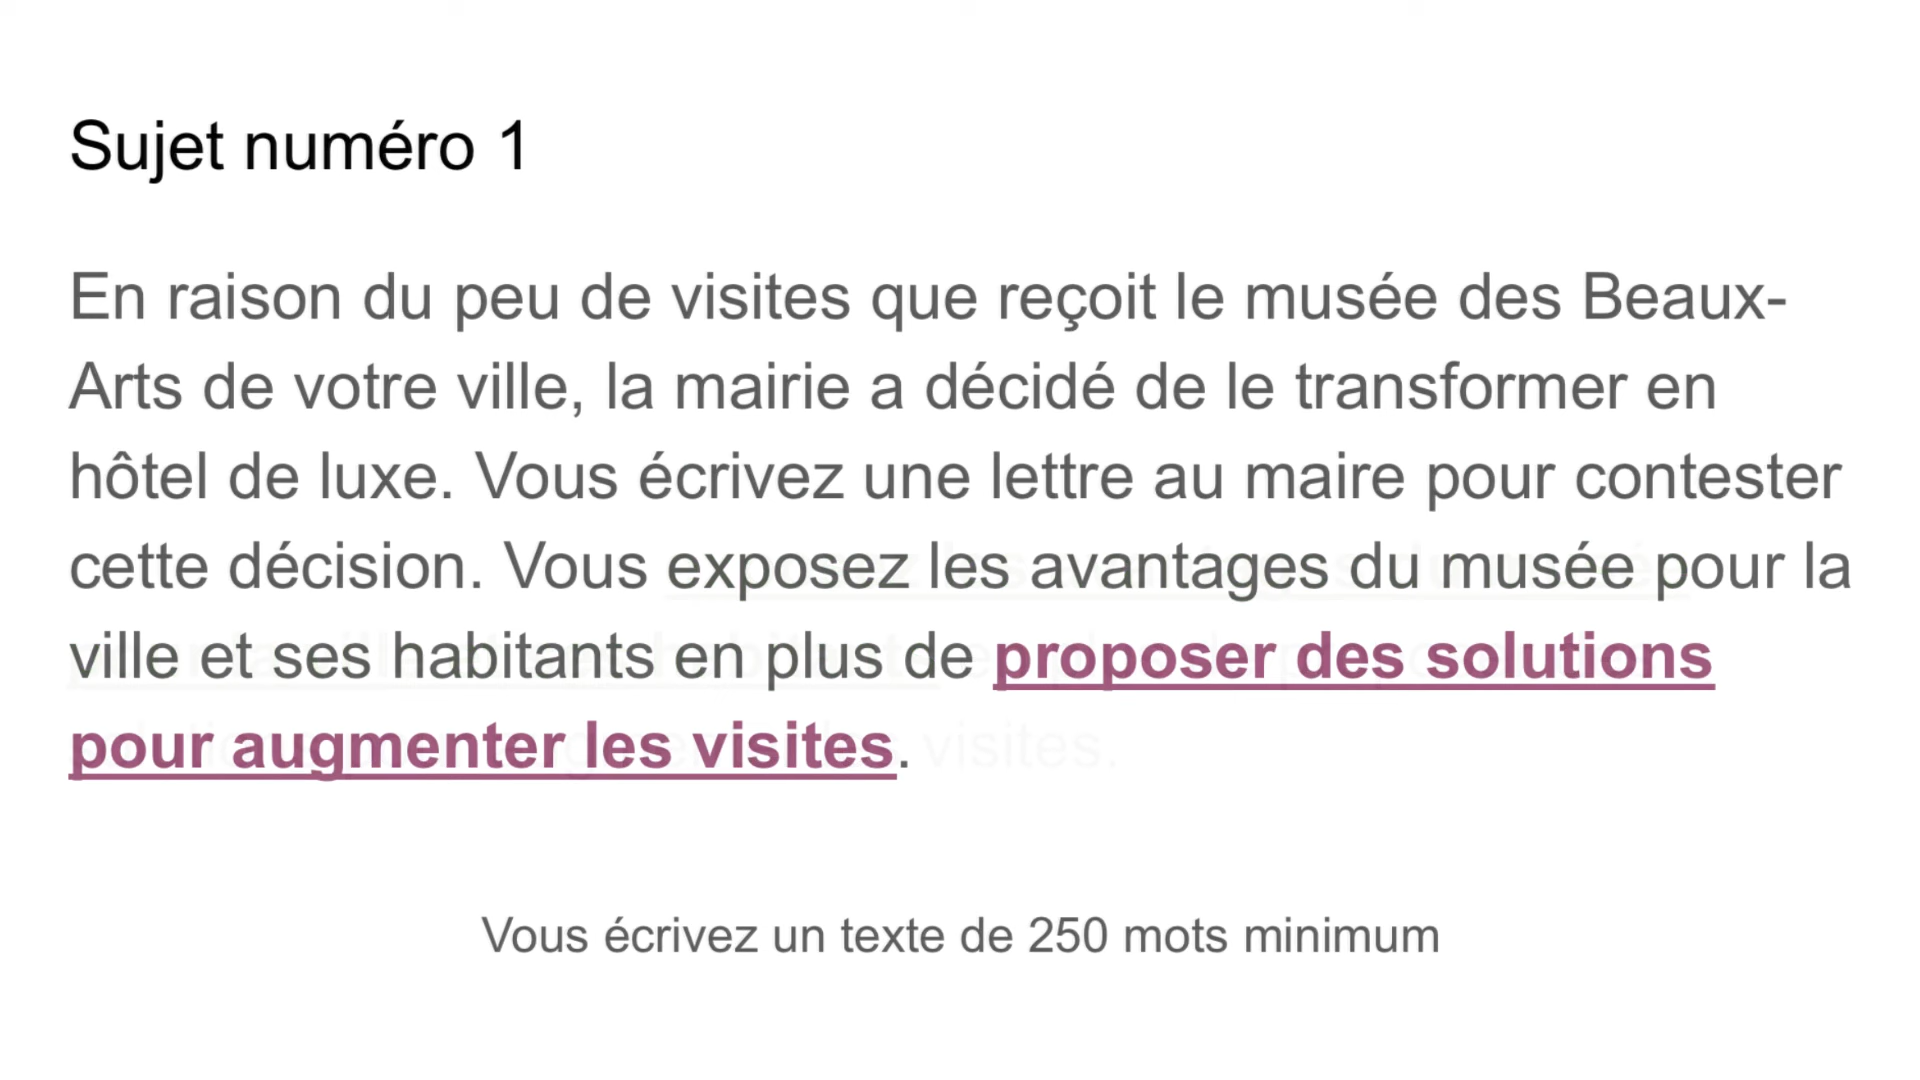 Sujet numéro 1
En raison du peu de visites que reçoit le musée des Beaux-
Arts de votre ville, la mairie a décidé de le transformer en
hôtel de luxe. Vous écrivez une lettre au maire pour contester
cette décision. Vous exposez les avantages du musée pour la
ville et ses habitants en plus de proposer des solutions
pour augmenter les visites. visites.
Vous écrivez un texte de 250 mots minimum